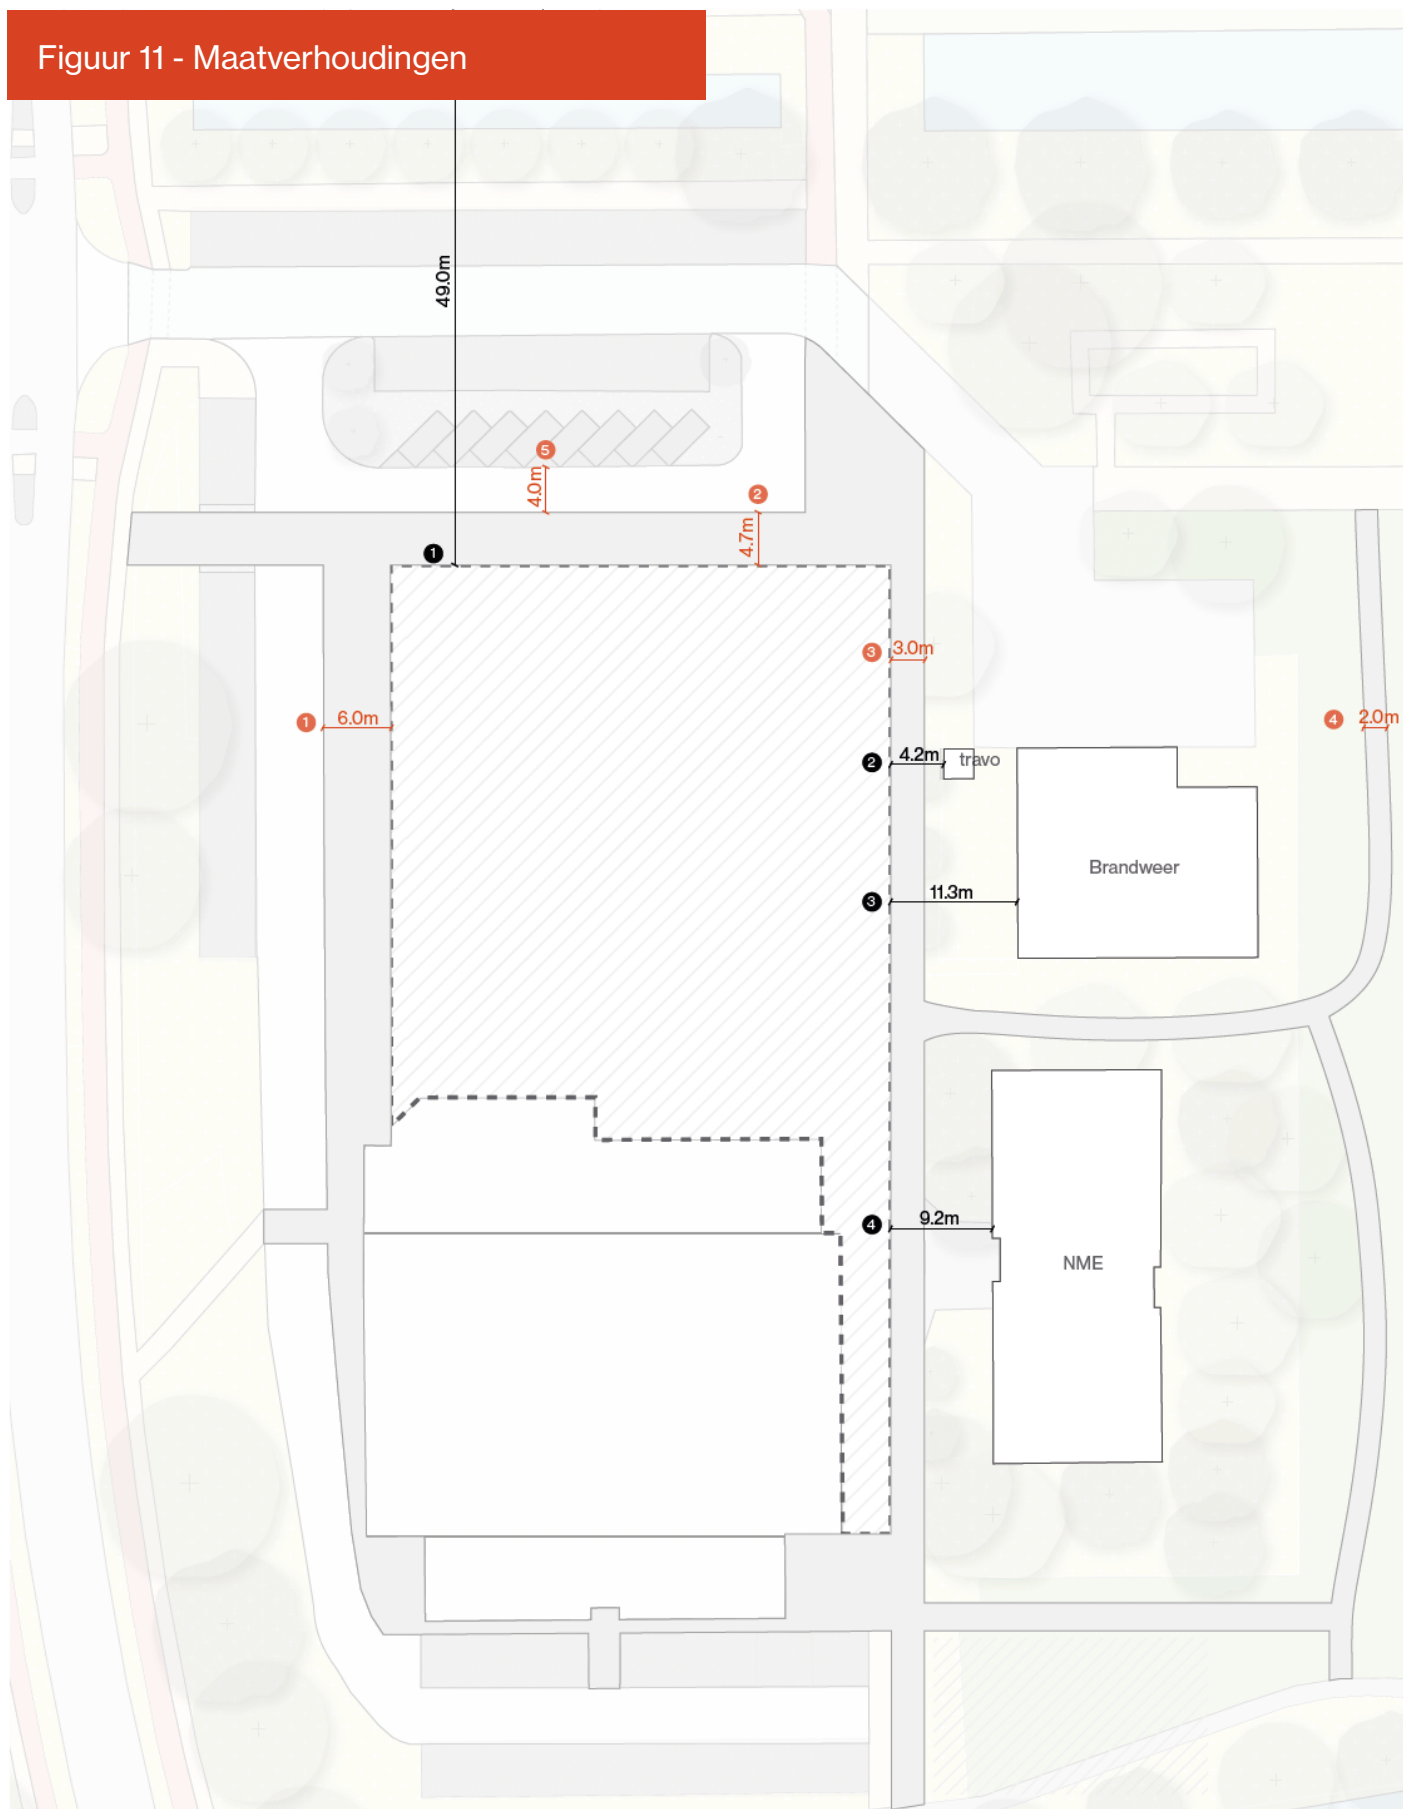 Figuur 11 - Maatverhoudingen
49.0m
5
4.0m
2
4.7m
1
3
3.0m
1
6.0m
4
2.0m
2
4.2m
travo
Brandweer
3
11.3m
4
9.2m
NME